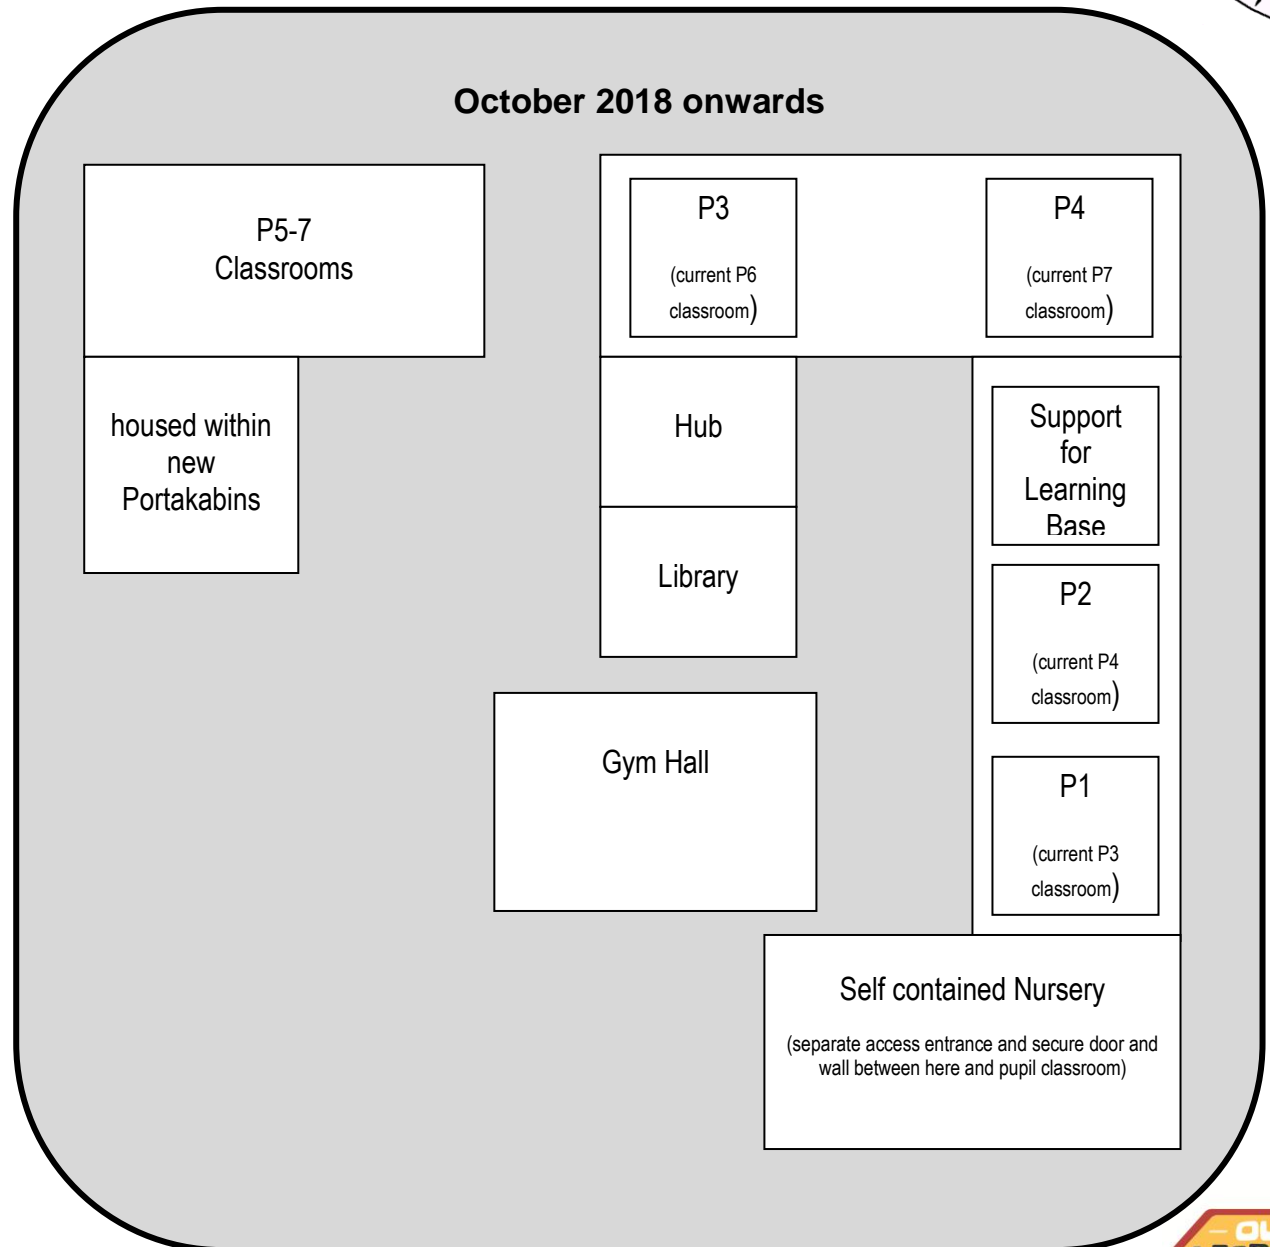 October 2018 onwards
P5-7
Classrooms
housed within
new
Portakabins
P3
(current P6
classroom)
P4
(current P7
classroom)
Hub
Library
Support
for
Learning
Base
P2
(current P4
classroom)
P1
(current P3
classroom)
Gym Hall
Self contained Nursery
(separate access entrance and secure door and
wall between here and pupil classroom)